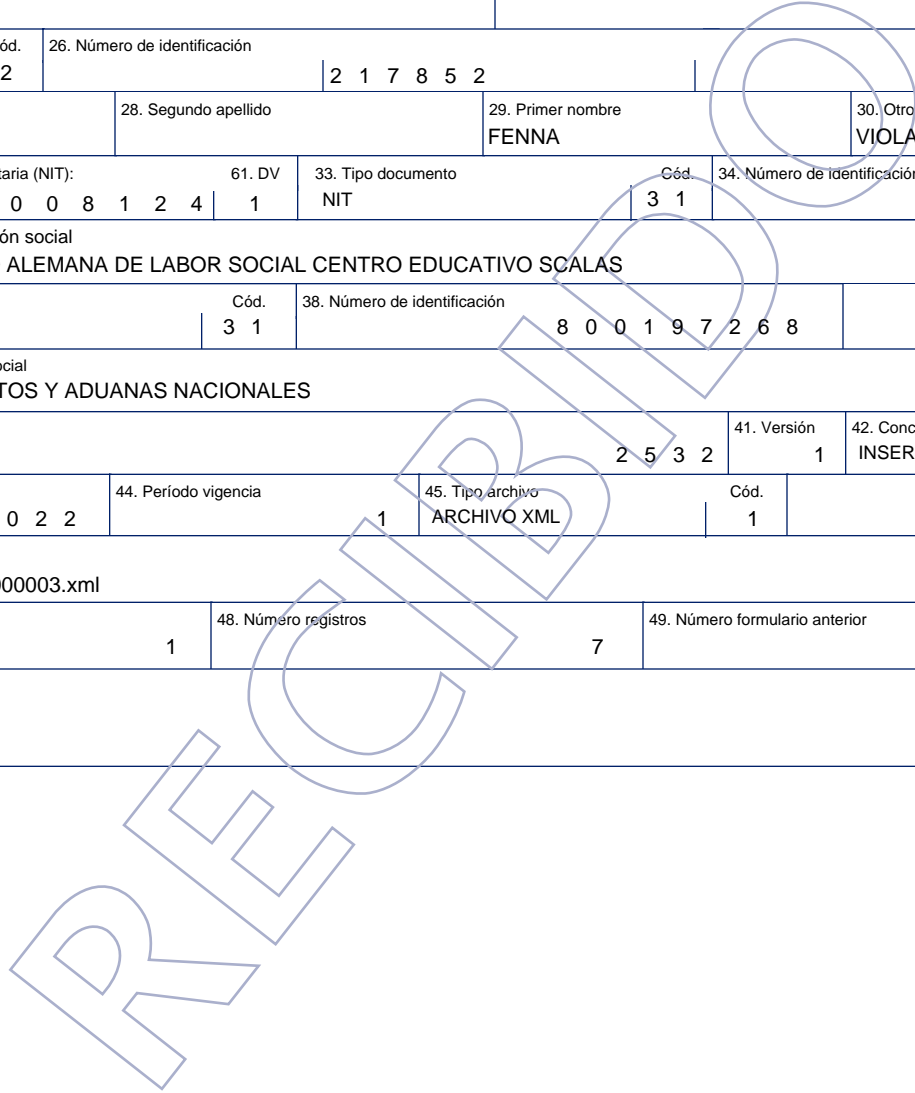 ód. 26. Número de identificación
2 2 1 7 8 5 2
28. Segundo apellido 29. Primer nombre 30. Otro
FENNA VIOLA
taria (NIT): 61. DV 33. Tipo documento Cód. 34. Número de identificación
0 0 8 1 2 4 1 NIT 3 1
ón social
ALEMANA DE LABOR SOCIAL CENTRO EDUCATIVO SCALAS
Cód. 38. Número de identificación
3 1 8 0 0 1 9 7 2 6 8
ocial
TOS Y ADUANAS NACIONALES
41. Versión 42. Conc
2 5 3 2 1 INSER
44. Período vigencia 45. Tipo archivo Cód.
0 2 2 1 ARCHIVO XML 1
000003.xml
48. Número registros 49. Número formulario anterior
1 7
RECIBIDO